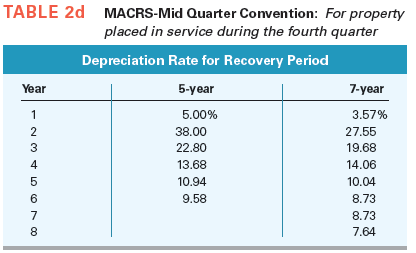 TABLE 2d MACRS-Mid Quarter Convention: For property
placed in service during the fourth quarter
Depreciation Rate for Recovery Period
Year 5-year 7-year
1 5.00% 3.57%
2 38.00 27.55
3 22.80 19.68
4 13.68 14.06
5 10.94 10.04
6 9.58 8.73
7 8.73
8 7.64